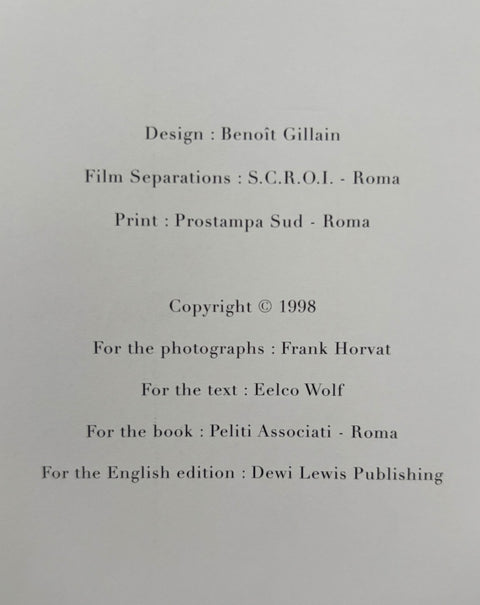 Design : Benoît Gillain
Film Separations : S.C.R.O.I. - Roma
Print : Prostampa Sud - Roma
Copyright © 1998
For the photographs : Frank Horvat
For the text : Eelco Wolf
For the book : Peliti Associati - Roma
For the English edition : Dewi Lewis Publishing